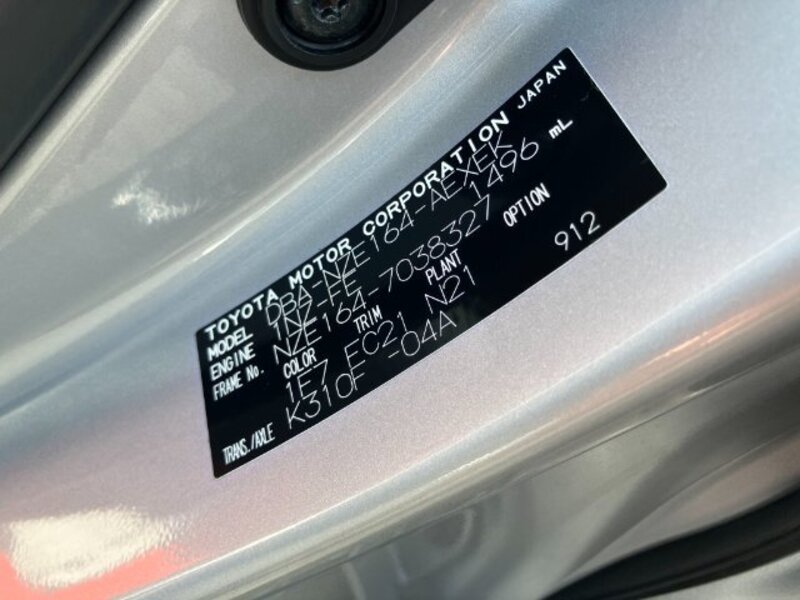 TOYOTA MOTOR CORPORATION JAPAN
MODEL DBA-NZE164-AEXEK
ENGINE 1NZ-FE 1496 mL
FRAME No. NZE164-7038327
COLOR TRIM PLANT OPTION
1E7 FC21 N21 912
TRANS./AXLE K310F -04A